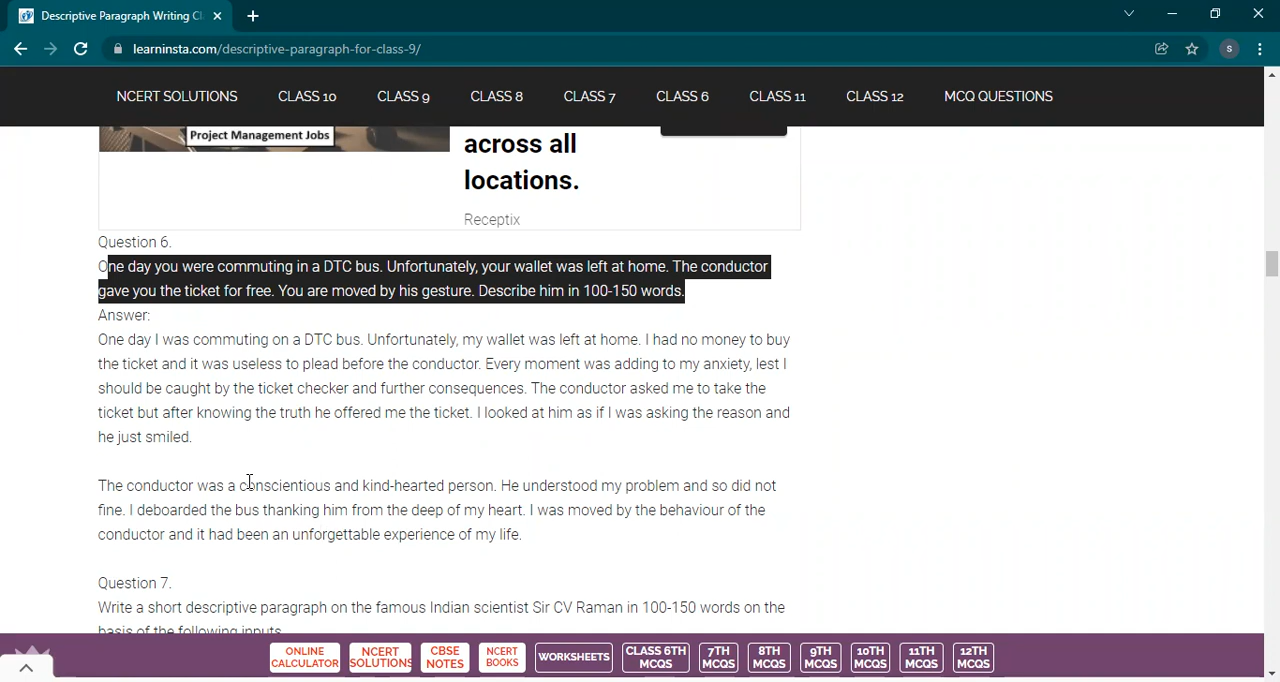 Descriptive Paragraph Writing Cl
learninsta.com/descriptive-paragraph-for-class-9/
S
NCERT SOLUTIONS CLASS 10 CLASS 9 CLASS 8 CLASS 7 CLASS 6 CLASS 11 CLASS 12 MCQ QUESTIONS
Project Management Jobs
across all
locations.
Receptix
Question 6.
One day you were commuting in a DTC bus. Unfortunately, your wallet was left at home. The conductor
gave you the ticket for free. You are moved by his gesture. Describe him in 100-150 words.
Answer:
One day I was commuting on a DTC bus. Unfortunately, my wallet was left at home. I had no money to buy
the ticket and it was useless to plead before the conductor. Every moment was adding to my anxiety, lest I
should be caught by the ticket checker and further consequences. The conductor asked me to take the
ticket but after knowing the truth he offered me the ticket. I looked at him as if I was asking the reason and
he just smiled.
The conductor was a conscientious and kind-hearted person. He understood my problem and so did not
fine. I deboarded the bus thanking him from the deep of my heart. I was moved by the behaviour of the
conductor and it had been an unforgettable experience of my life.
Question 7.
Write a short descriptive paragraph on the famous Indian scientist Sir CV Raman in 100-150 words on the
basis of the following inputs.
ONLINE CALCULATOR NCERT SOLUTIONS CBSE NOTES NCERT BOOKS WORKSHEETS CLASS 6TH MCQS 7TH MCQS 8TH MCQS 9TH MCQS 10TH MCQS 11TH MCQS 12TH MCQS